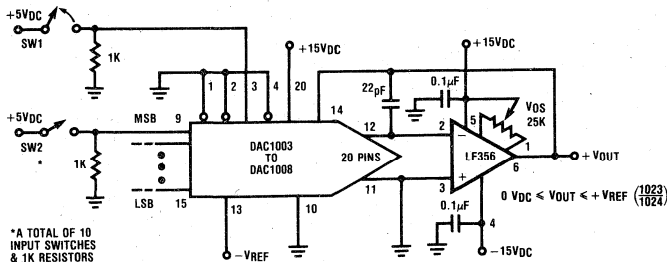 +5VDC
SW1
1K
+15VDC
+15VDC
0.1µF
22pF
VOS
25K
1 2 3 4 20
14
5
1
+5VDC
SW2
*
MSB 9
1K
LSB 15
DAC1003
TO
DAC1008
20 PINS
12
11
2
3
−
+
LF356
6
+ VOUT
0 VDC ≤ VOUT ≤ + VREF (1023/1024)
13
10
0.1µF
4
− VREF
−15VDC
*A TOTAL OF 10
INPUT SWITCHES
& 1K RESISTORS